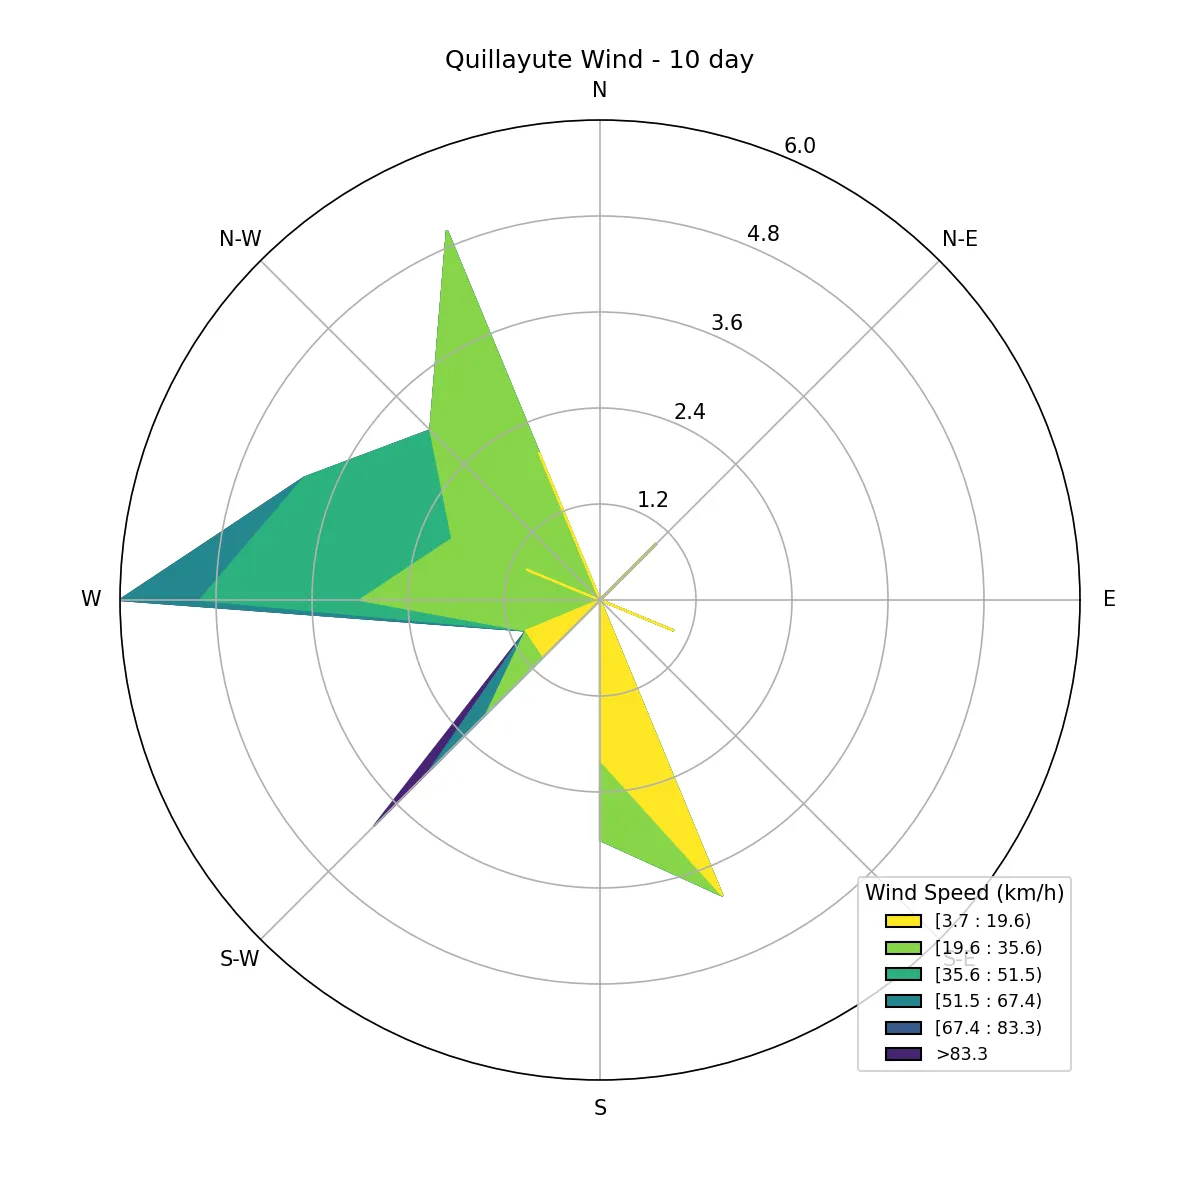 Quillayute Wind - 10 day
N
6.0
N-W
N-E
4.8
3.6
2.4
1.2
W
E
S-W
S-E
S
Wind Speed (km/h)
[3.7 : 19.6)
[19.6 : 35.6)
[35.6 : 51.5)
[51.5 : 67.4)
[67.4 : 83.3)
>83.3